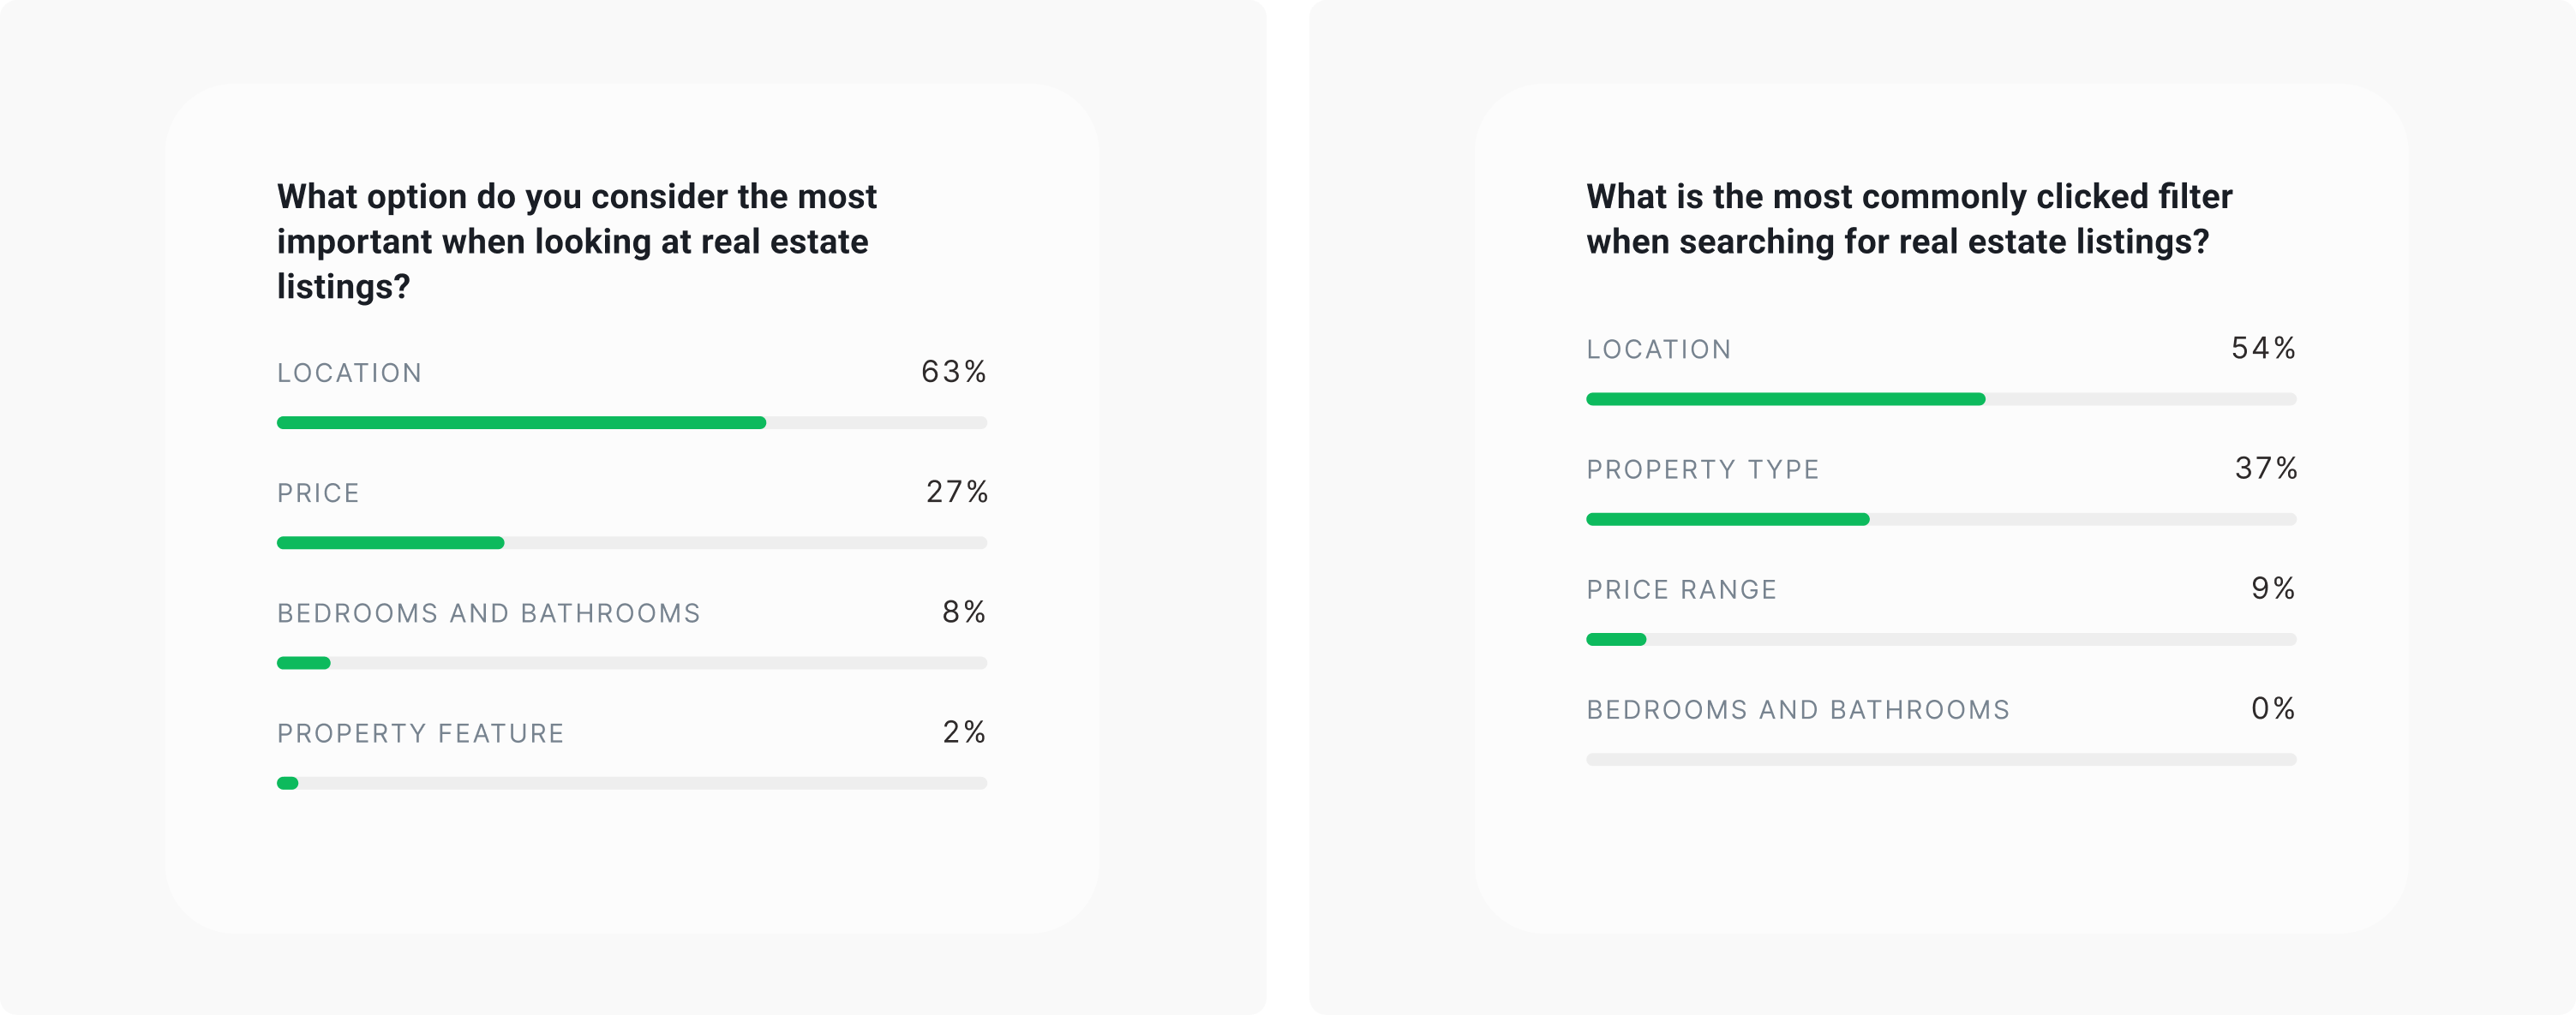 What option do you consider the most
important when looking at real estate
listings?
LOCATION 63%
PRICE 27%
BEDROOMS AND BATHROOMS 8%
PROPERTY FEATURE 2%
What is the most commonly clicked filter
when searching for real estate listings?
LOCATION 54%
PROPERTY TYPE 37%
PRICE RANGE 9%
BEDROOMS AND BATHROOMS 0%